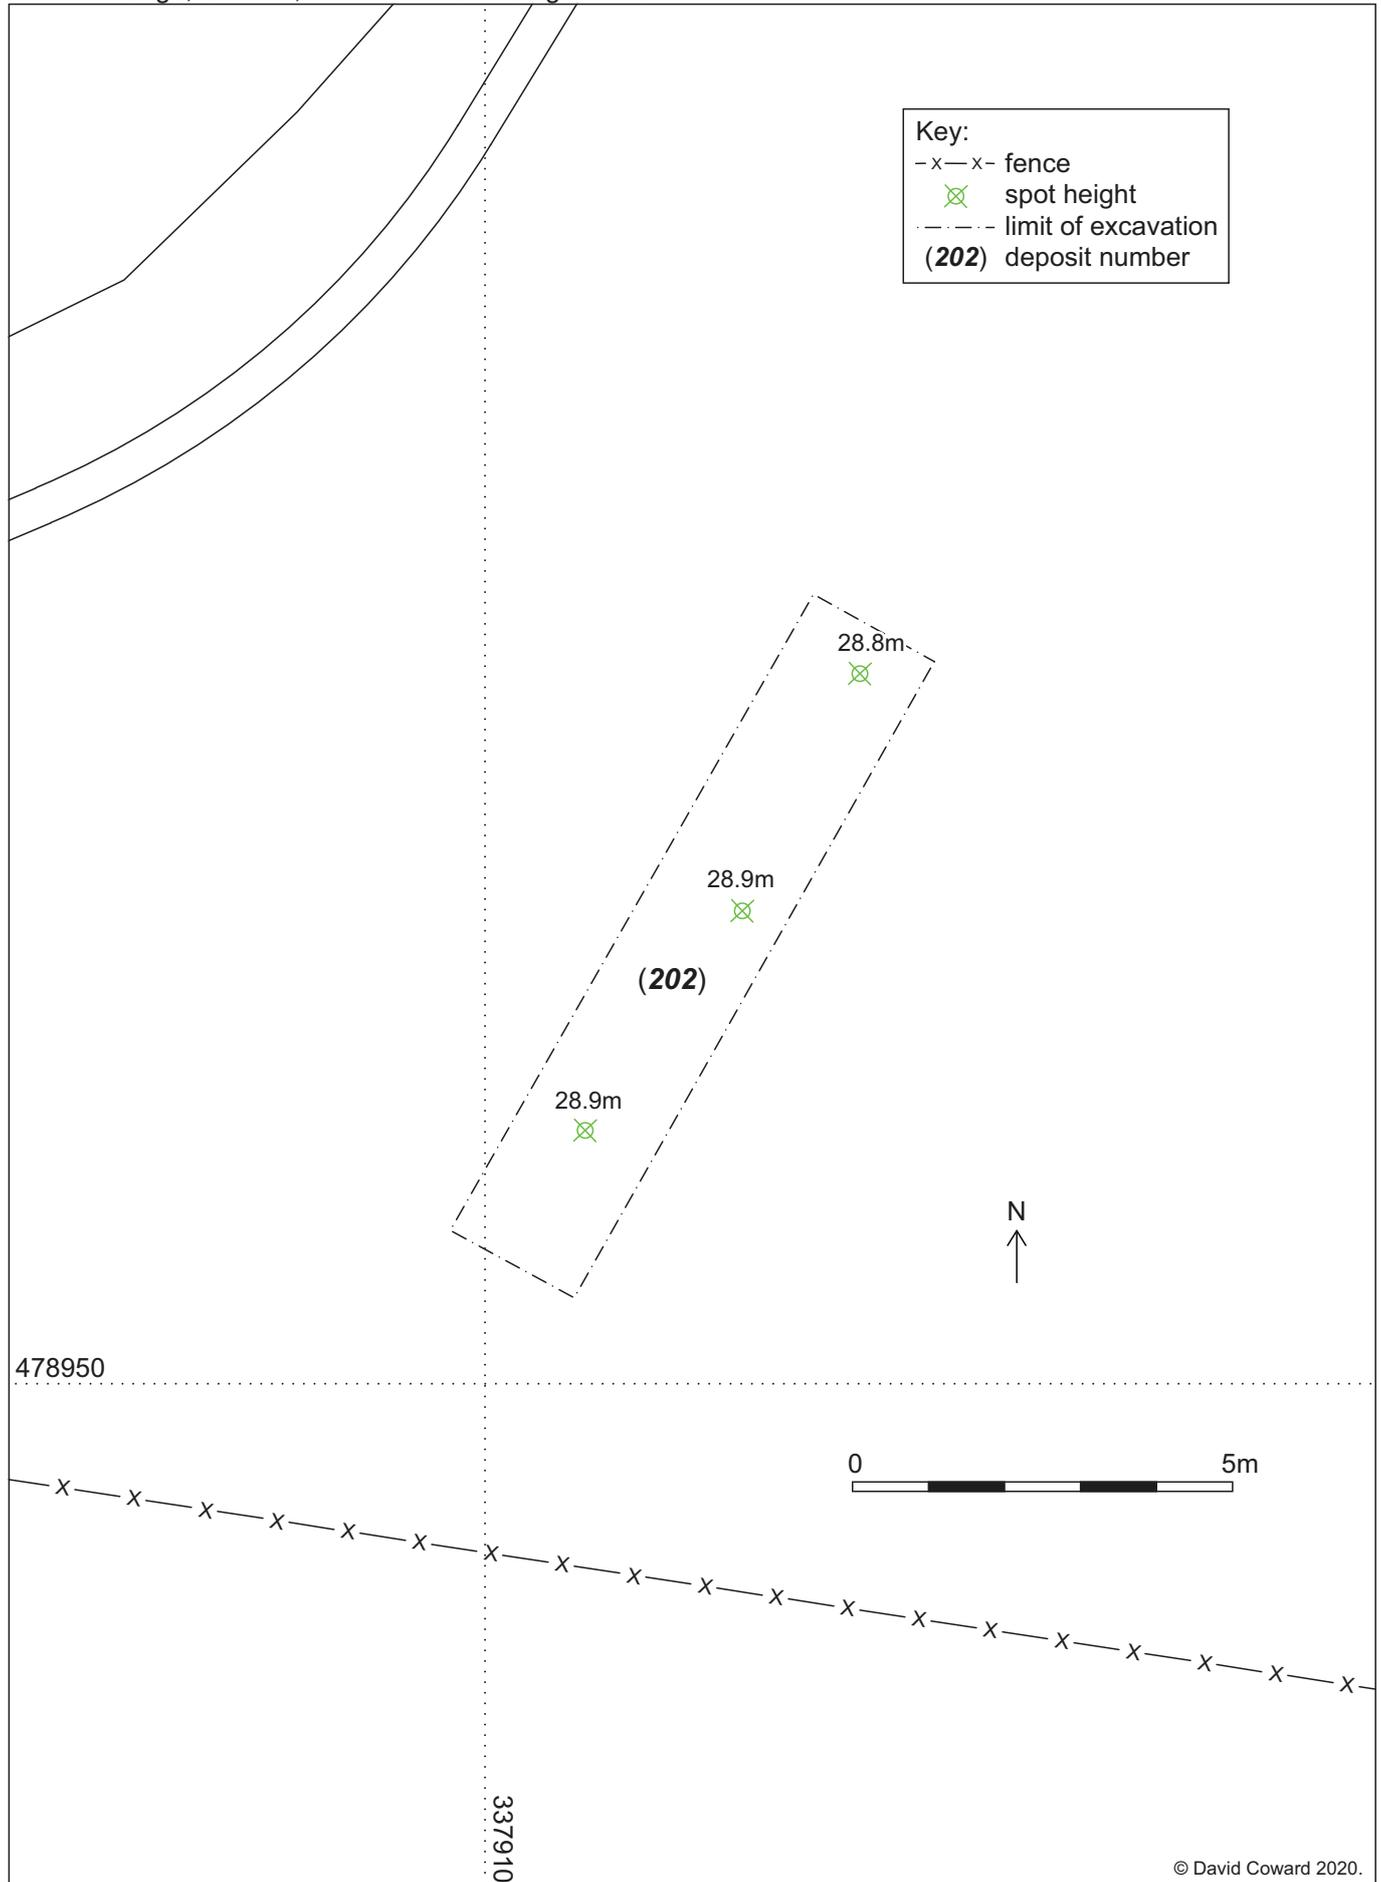 Key:
-x—x- fence
spot height
limit of excavation
(202) deposit number
28.8m
28.9m
(202)
28.9m
N
478950
0 5m
x x x x x x x x x x x x x x x x x x x
337910
© David Coward 2020.